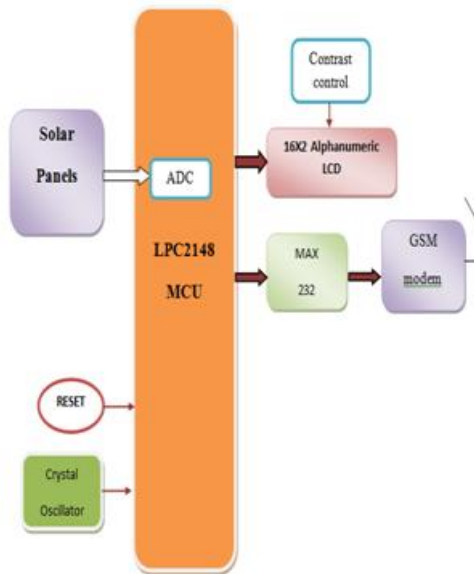 Contrast
control
Solar
Panels
16X2 Alphanumeric
LCD
ADC
LPC2148
MCU
MAX
232
GSM
modem
RESET
Crystal
Oscillator